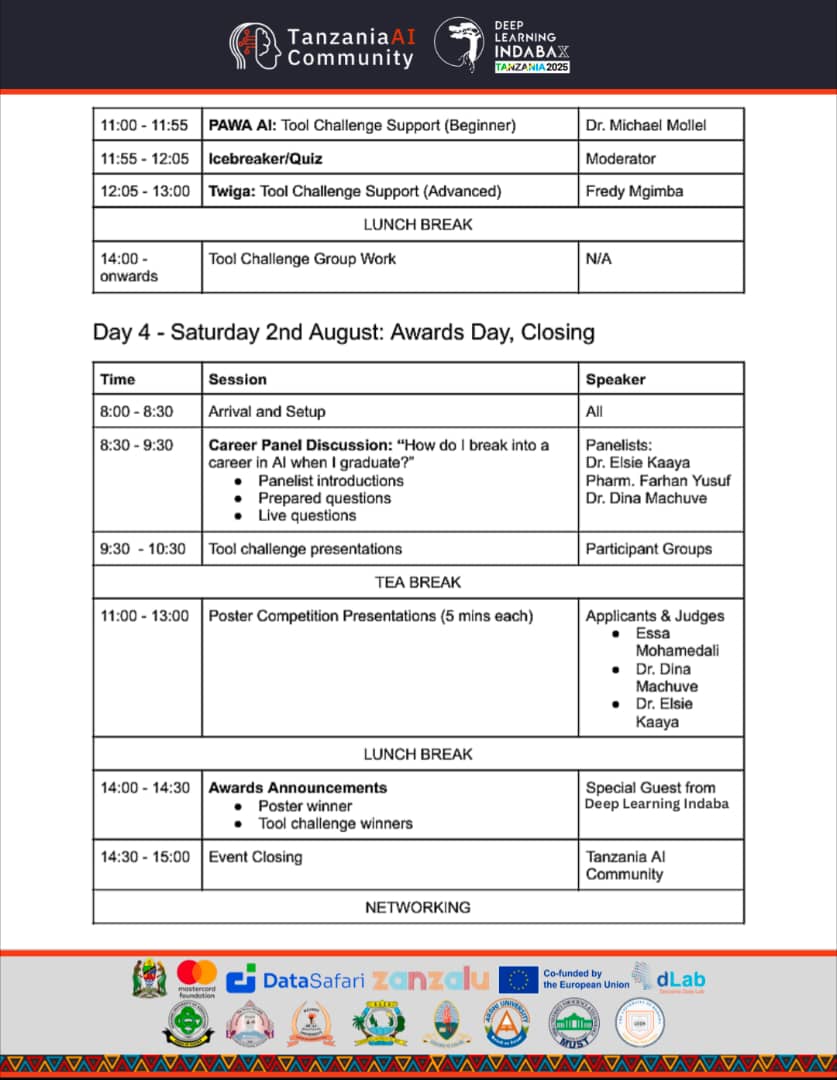 TanzaniaAI
Community
DEEP
LEARNING
INDABAX
TANZANIA 2025
11:00 - 11:55 PAWA AI: Tool Challenge Support (Beginner) Dr. Michael Mollel
11:55 - 12:05 Icebreaker/Quiz Moderator
12:05 - 13:00 Twiga: Tool Challenge Support (Advanced) Fredy Mgimba
LUNCH BREAK
14:00 - Tool Challenge Group Work N/A
onwards
Day 4 - Saturday 2nd August: Awards Day, Closing
Time Session Speaker
8:00 - 8:30 Arrival and Setup All
8:30 - 9:30 Career Panel Discussion: “How do I break into a Panelists:
career in AI when I graduate?” Dr. Elsie Kaaya
• Panelist introductions Pharm. Farhan Yusuf
• Prepared questions Dr. Dina Machuve
• Live questions
9:30 - 10:30 Tool challenge presentations Participant Groups
TEA BREAK
11:00 - 13:00 Poster Competition Presentations (5 mins each) Applicants & Judges
• Essa
Mohamedali
• Dr. Dina
Machuve
• Dr. Elsie
Kaaya
LUNCH BREAK
14:00 - 14:30 Awards Announcements Special Guest from
• Poster winner Deep Learning Indaba
• Tool challenge winners
14:30 - 15:00 Event Closing Tanzania AI
Community
NETWORKING
mastercard
foundation
DataSafari
zanzalu
Co-funded by
the European Union
dLab
Tanzania Data Lab
ARDHI UNIVERSITY
MUST